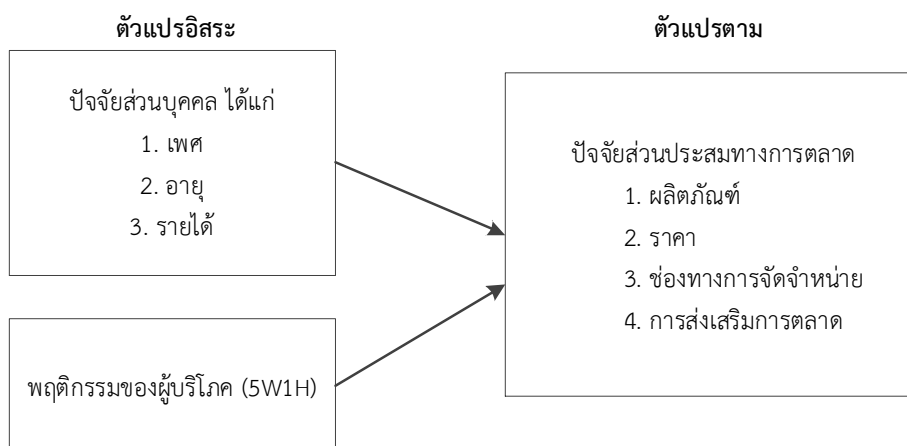 ตัวแปรอิสระ
ปัจจัยส่วนบุคคล ได้แก่
1. เพศ
2. อายุ
3. รายได้
พฤติกรรมของผู้บริโภค (5W1H)
ตัวแปรตาม
ปัจจัยส่วนประสมทางการตลาด
1. ผลิตภัณฑ์
2. ราคา
3. ช่องทางการจัดจำหน่าย
4. การส่งเสริมการตลาด